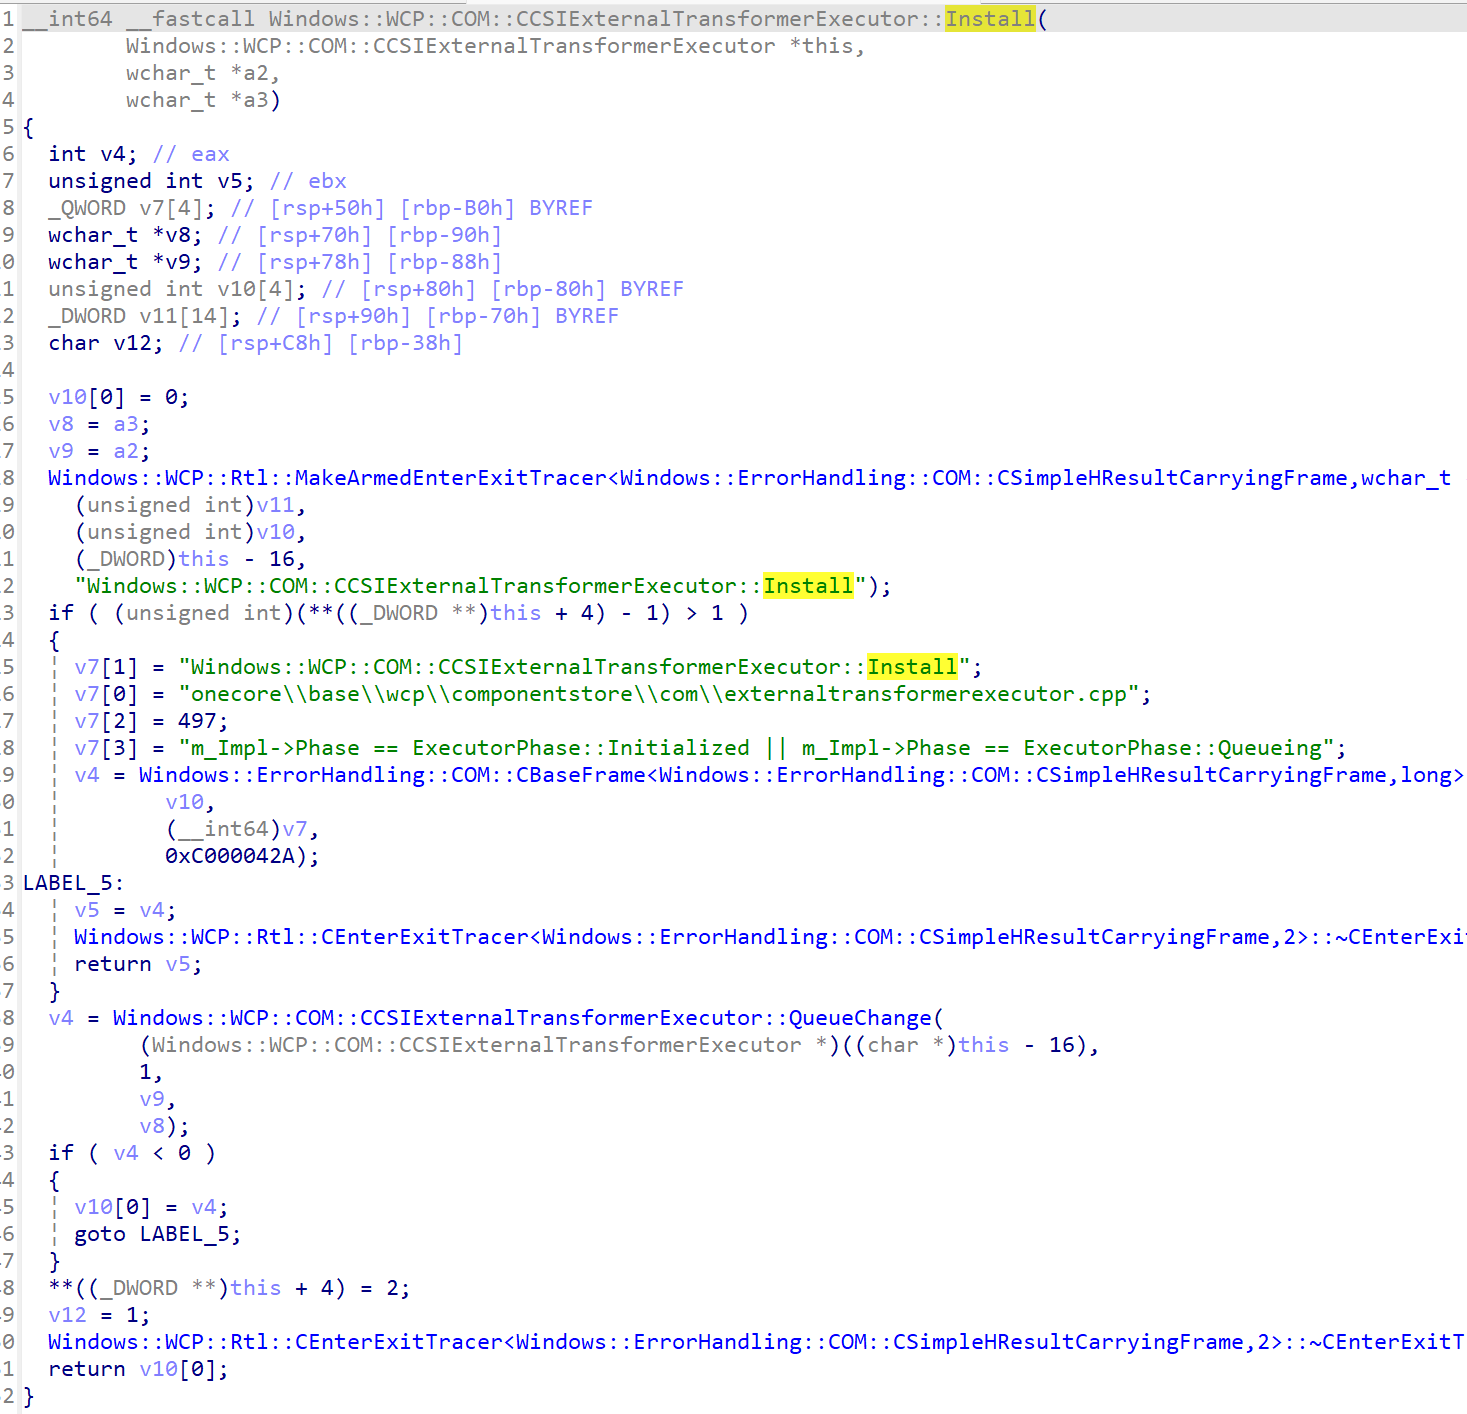 1 __int64 __fastcall Windows::WCP::COM::CCSIExternalTransformerExecutor::Install(
2         Windows::WCP::COM::CCSIExternalTransformerExecutor *this,
3         wchar_t *a2,
4         wchar_t *a3)
5 {
6   int v4; // eax
7   unsigned int v5; // ebx
8   _QWORD v7[4]; // [rsp+50h] [rbp-B0h] BYREF
9   wchar_t *v8; // [rsp+70h] [rbp-90h]
0   wchar_t *v9; // [rsp+78h] [rbp-88h]
1   unsigned int v10[4]; // [rsp+80h] [rbp-80h] BYREF
2   _DWORD v11[14]; // [rsp+90h] [rbp-70h] BYREF
3   char v12; // [rsp+C8h] [rbp-38h]
4
5   v10[0] = 0;
6   v8 = a3;
7   v9 = a2;
8   Windows::WCP::Rtl::MakeArmedEnterExitTracer<Windows::ErrorHandling::COM::CSimpleHResultCarryingFrame,wchar_t
9     (unsigned int)v11,
0     (unsigned int)v10,
1     (_DWORD)this - 16,
2     "Windows::WCP::COM::CCSIExternalTransformerExecutor::Install");
3   if ( (unsigned int)(**((_DWORD **)this + 4) - 1) > 1 )
4   {
5     v7[1] = "Windows::WCP::COM::CCSIExternalTransformerExecutor::Install";
6     v7[0] = "onecore\\base\\wcp\\componentstore\\com\\externaltransformerexecutor.cpp";
7     v7[2] = 497;
8     v7[3] = "m_Impl->Phase == ExecutorPhase::Initialized || m_Impl->Phase == ExecutorPhase::Queueing";
9     v4 = Windows::ErrorHandling::COM::CBaseFrame<Windows::ErrorHandling::COM::CSimpleHResultCarryingFrame,long>
0            v10,
1            (__int64)v7,
2            0xC000042A);
3 LABEL_5:
4     v5 = v4;
5     Windows::WCP::Rtl::CEnterExitTracer<Windows::ErrorHandling::COM::CSimpleHResultCarryingFrame,2>::~CEnterExi
6     return v5;
7   }
8   v4 = Windows::WCP::COM::CCSIExternalTransformerExecutor::QueueChange(
9          (Windows::WCP::COM::CCSIExternalTransformerExecutor *)((char *)this - 16),
0          1,
1          v9,
2          v8);
3   if ( v4 < 0 )
4   {
5     v10[0] = v4;
6     goto LABEL_5;
7   }
8   **((_DWORD **)this + 4) = 2;
9   v12 = 1;
0   Windows::WCP::Rtl::CEnterExitTracer<Windows::ErrorHandling::COM::CSimpleHResultCarryingFrame,2>::~CEnterExitT
1   return v10[0];
2 }